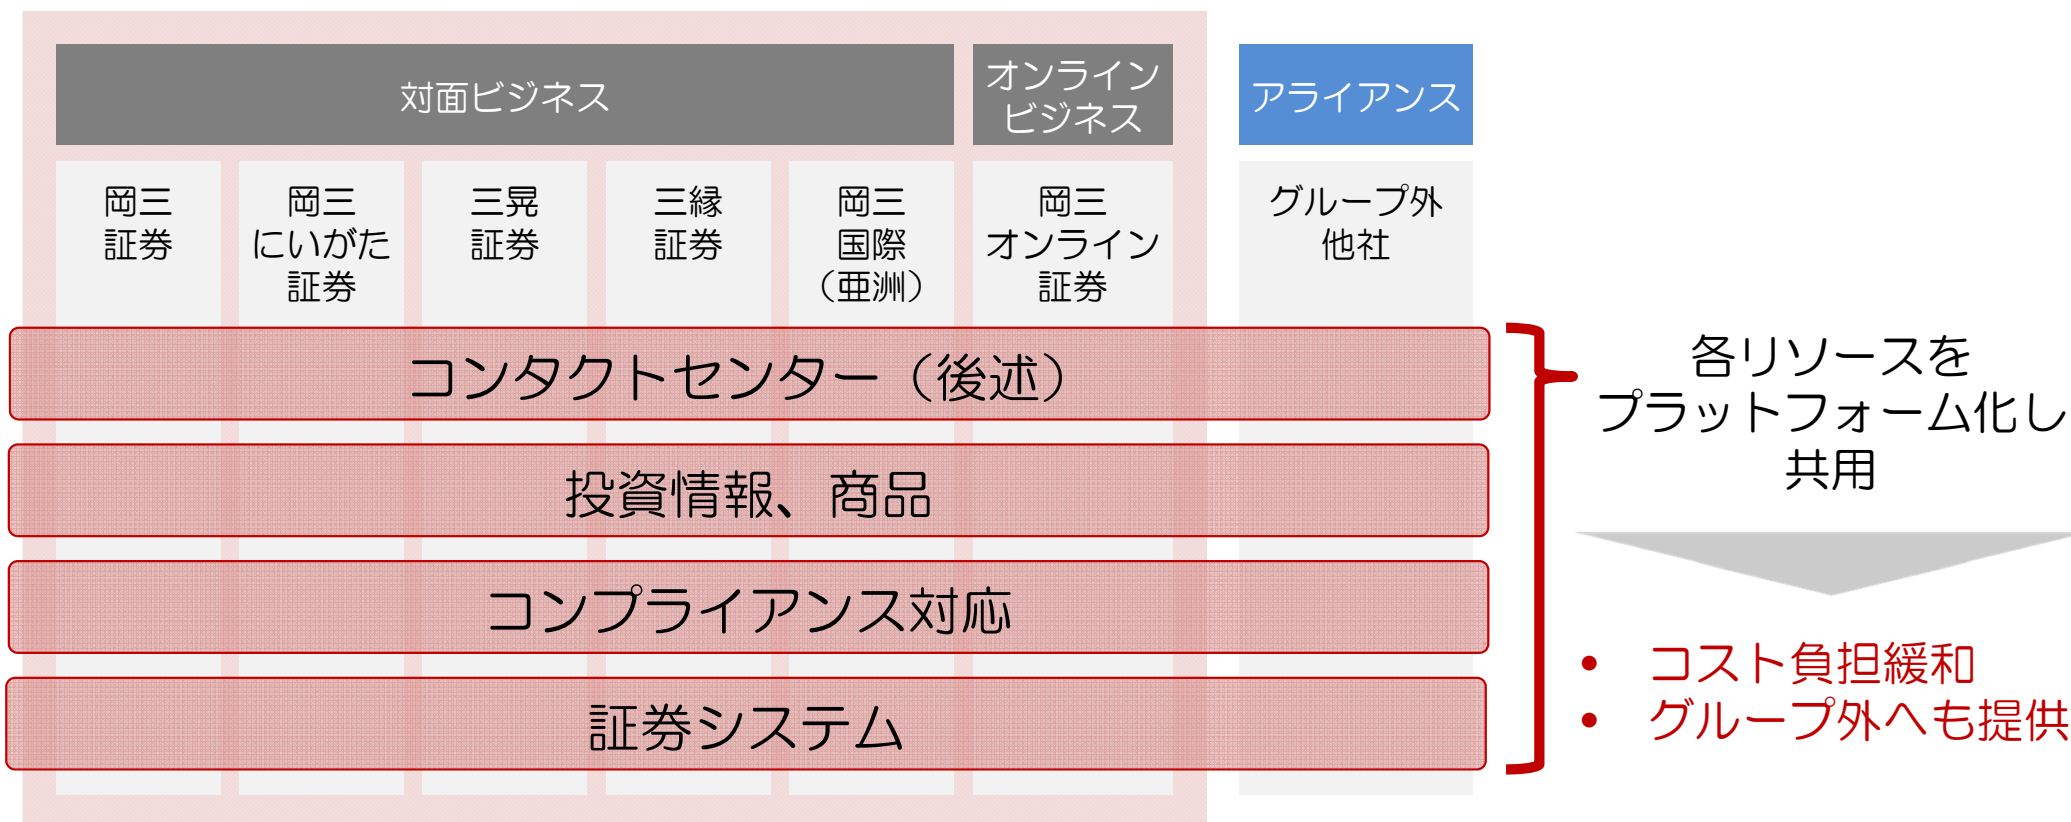 対面ビジネス
オンライン
ビジネス
アライアンス
岡三
証券
岡三
にいがた
証券
三晃
証券
三縁
証券
岡三
国際
（亜洲）
岡三
オンライン
証券
グループ外
他社
コンタクトセンター（後述）
投資情報、商品
コンプライアンス対応
証券システム
各リソースを
プラットフォーム化し
共用
• コスト負担緩和
• グループ外へも提供